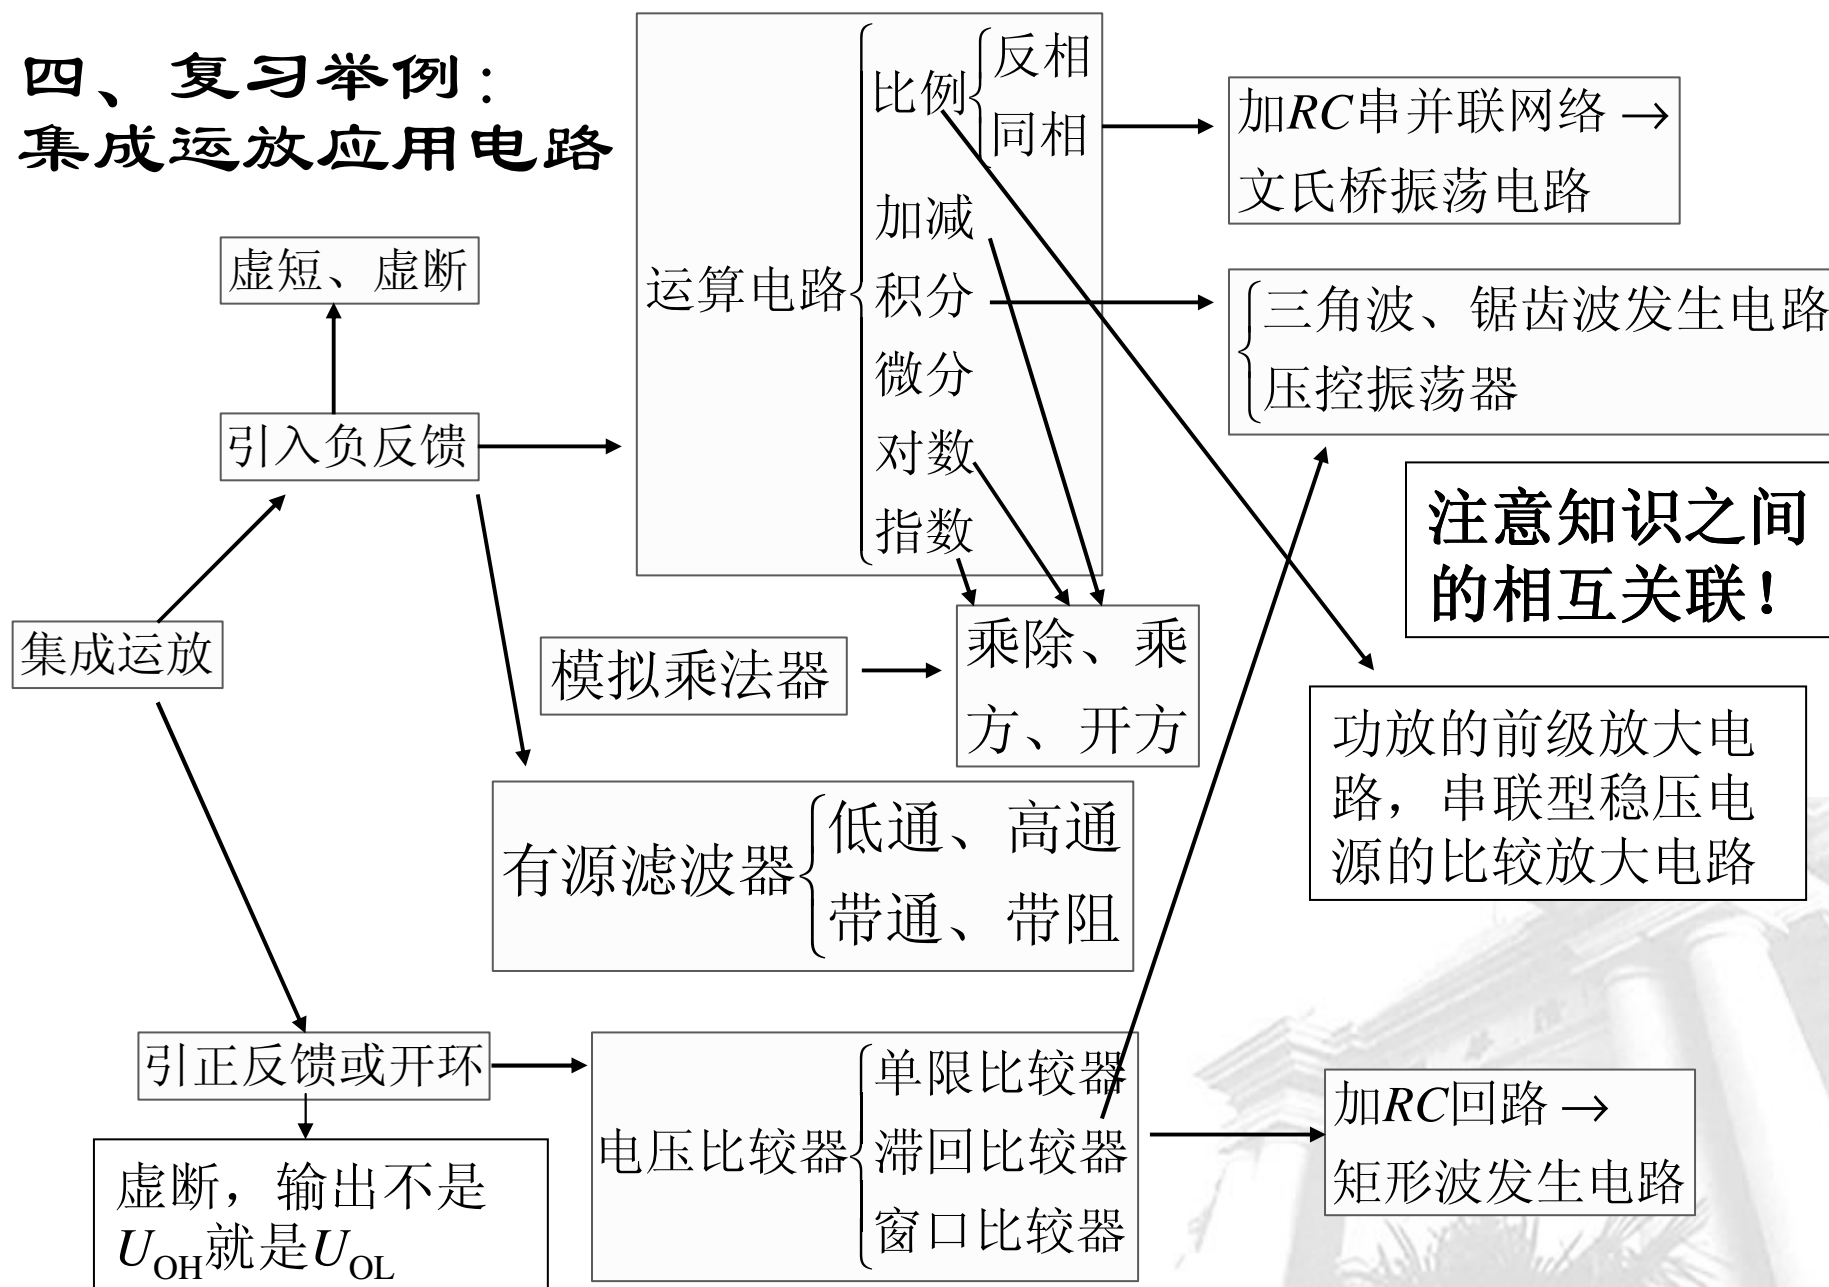 四、复习举例：
集成运放应用电路
虚短、虚断
引入负反馈
集成运放
引正反馈或开环
虚断，输出不是
U_OH就是U_OL
运算电路
比例
反相
同相
加减
积分
微分
对数
指数
加RC串并联网络 →
文氏桥振荡电路
三角波、锯齿波发生电路
压控振荡器
注意知识之间
的相互关联！
模拟乘法器
乘除、乘
方、开方
功放的前级放大电
路，串联型稳压电
源的比较放大电路
有源滤波器
低通、高通
带通、带阻
电压比较器
单限比较器
滞回比较器
窗口比较器
加RC回路 →
矩形波发生电路